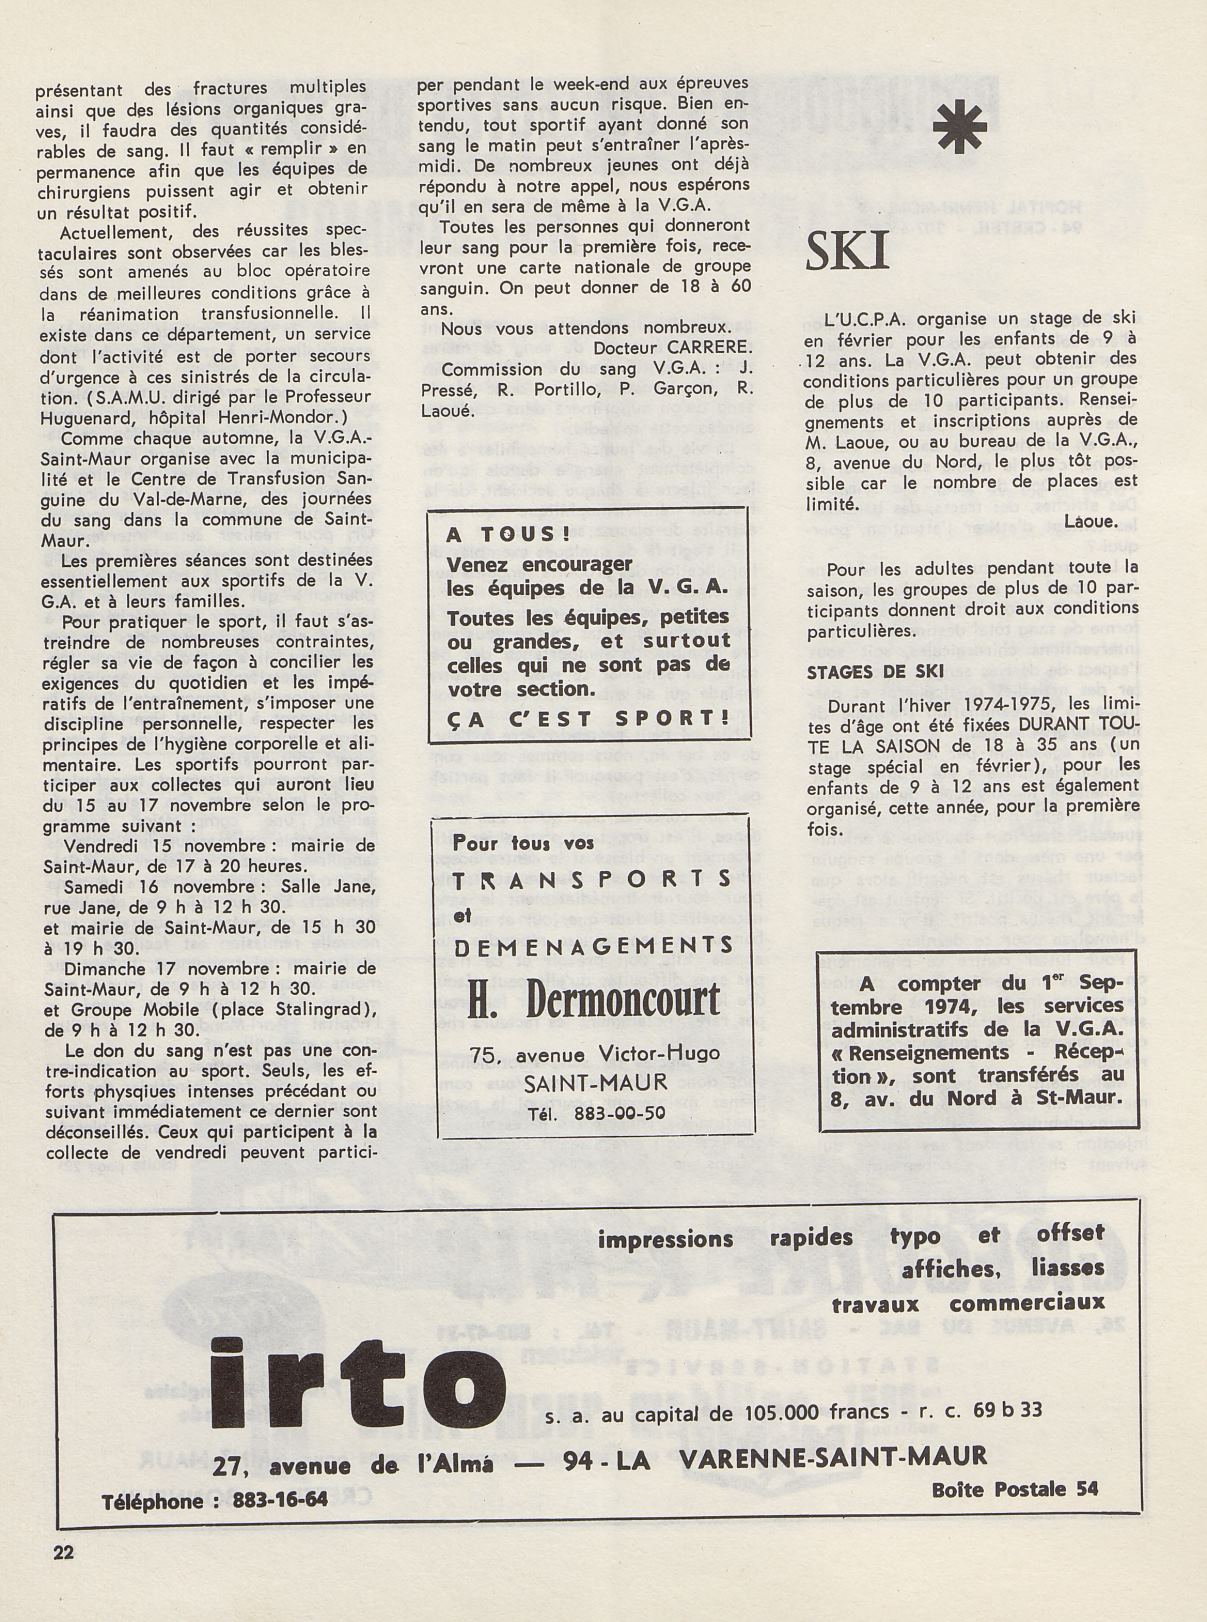 présentant des fractures multiples
ainsi que des lésions organiques gra-
ves, il faudra des quantités considé-
rables de sang. Il faut « remplir » en
permanence afin que les équipes de
chirurgiens puissent agir et obtenir
un résultat positif.
Actuellement, des réussites spec-
taculaires sont observées car les bles-
sés sont amenés au bloc opératoire
dans de meilleures conditions grâce à
la réanimation transfusionnelle. Il
existe dans ce département, un service
dont l'activité est de porter secours
d'urgence à ces sinistrés de la circula-
tion. (S.A.M.U. dirigé par le Professeur
Huguenard, hôpital Henri-Mondor.)
Comme chaque automne, la V.G.A.-
Saint-Maur organise avec la municipa-
lité et le Centre de Transfusion San-
guine du Val-de-Marne, des journées
du sang dans la commune de Saint-
Maur.
Les premières séances sont destinées
essentiellement aux sportifs de la V.
G.A. et à leurs familles.
Pour pratiquer le sport, il faut s'as-
treindre de nombreuses contraintes,
régler sa vie de façon à concilier les
exigences du quotidien et les impé-
ratifs de l'entraînement, s'imposer une
discipline personnelle, respecter les
principes de l'hygiène corporelle et ali-
mentaire. Les sportifs pourront par-
ticiper aux collectes qui auront lieu
du 15 au 17 novembre selon le pro-
gramme suivant :
Vendredi 15 novembre : mairie de
Saint-Maur, de 17 à 20 heures.
Samedi 16 novembre : Salle Jane,
rue Jane, de 9 h à 12 h 30.
et mairie de Saint-Maur, de 15 h 30
à 19 h 30.
Dimanche 17 novembre : mairie de
Saint-Maur, de 9 h à 12 h 30.
et Groupe Mobile (place Stalingrad),
de 9 h à 12 h 30.
Le don du sang n'est pas une con-
tre-indication au sport. Seuls, les ef-
forts physqiues intenses précédant ou
suivant immédiatement ce dernier sont
déconseillés. Ceux qui participent à la
collecte de vendredi peuvent partici-
per pendant le week-end aux épreuves
sportives sans aucun risque. Bien en-
tendu, tout sportif ayant donné son
sang le matin peut s'entraîner l'après-
midi. De nombreux jeunes ont déjà
répondu à notre appel, nous espérons
qu'il en sera de même à la V.G.A.
Toutes les personnes qui donneront
leur sang pour la première fois, rece-
vront une carte nationale de groupe
sanguin. On peut donner de 18 à 60
ans.
Nous vous attendons nombreux.
Docteur CARRERE.
Commission du sang V.G.A. : J.
Pressé, R. Portillo, P. Garçon, R.
Laoué.
A TOUS !
Venez encourager
les équipes de la V. G. A.
Toutes les équipes, petites
ou grandes, et surtout
celles qui ne sont pas de
votre section.
ÇA C'EST SPORT !
Pour tous vos
TRANSPORTS
et
DEMENAGEMENTS
H. Dermoncourt
75, avenue Victor-Hugo
SAINT-MAUR
Tél. 883-00-50
SKI
L'U.C.P.A. organise un stage de ski
en février pour les enfants de 9 à
12 ans. La V.G.A. peut obtenir des
conditions particulières pour un groupe
de plus de 10 participants. Rensei-
gnements et inscriptions auprès de
M. Laoue, ou au bureau de la V.G.A.,
8, avenue du Nord, le plus tôt pos-
sible car le nombre de places est
limité.
Laoue.
Pour les adultes pendant toute la
saison, les groupes de plus de 10 par-
ticipants donnent droit aux conditions
particulières.
STAGES DE SKI
Durant l'hiver 1974-1975, les limi-
tes d'âge ont été fixées DURANT TOU-
TE LA SAISON de 18 à 35 ans (un
stage spécial en février), pour les
enfants de 9 à 12 ans est également
organisé, cette année, pour la première
fois.
A compter du 1er Sep-
tembre 1974, les services
administratifs de la V.G.A.
« Renseignements - Récep-
tion », sont transférés au
8, av. du Nord à St-Maur.
impressions rapides typo et offset
affiches, liasses
travaux commerciaux
irto
s. a. au capital de 105.000 francs - r. c. 69 b 33
27, avenue de l'Alma — 94 - LA VARENNE-SAINT-MAUR
Téléphone : 883-16-64
Boîte Postale 54
22